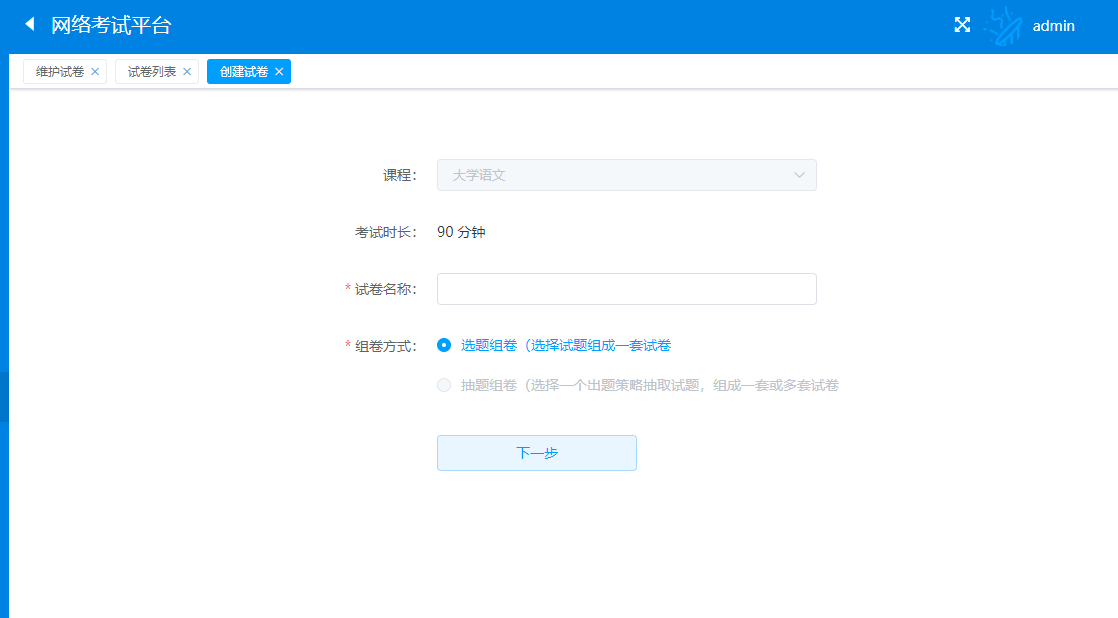 网络考试平台
admin
维护试卷 × 试卷列表 × 创建试卷 ×
课程： 大学语文
考试时长： 90 分钟
* 试卷名称：
* 组卷方式： 选题组卷（选择试题组成一套试卷
抽题组卷（选择一个出题策略抽取试题，组成一套或多套试卷
下一步